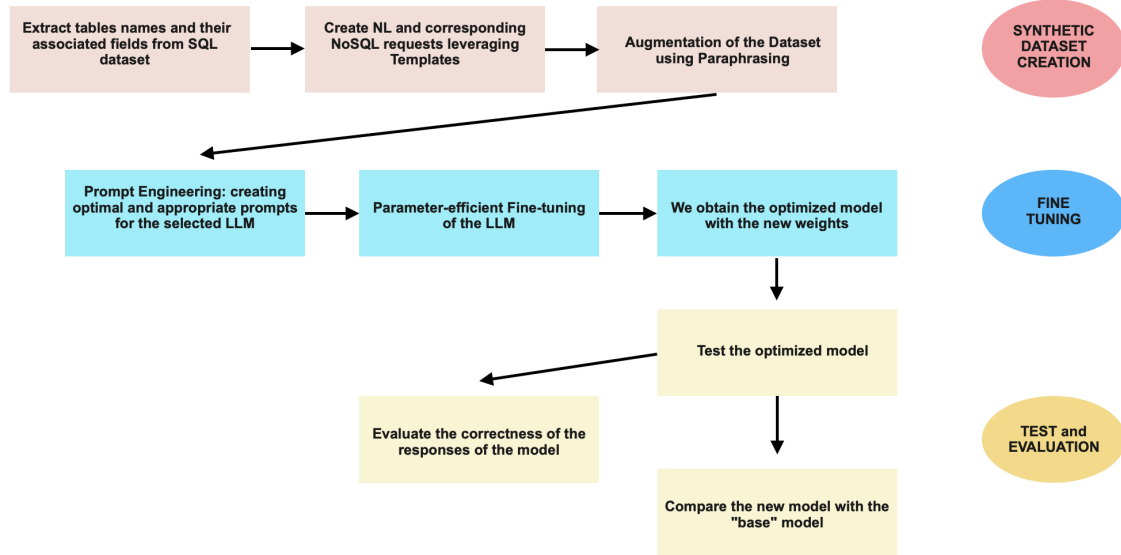 Extract tables names and their
associated fields from SQL
dataset
Create NL and corresponding
NoSQL requests leveraging
Templates
Augmentation of the Dataset
using Paraphrasing
SYNTHETIC
DATASET
CREATION
Prompt Engineering: creating
optimal and appropriate prompts
for the selected LLM
Parameter-efficient Fine-tuning
of the LLM
We obtain the optimized model
with the new weights
FINE
TUNING
Test the optimized model
Evaluate the correctness of the
responses of the model
TEST and
EVALUATION
Compare the new model with the
"base" model